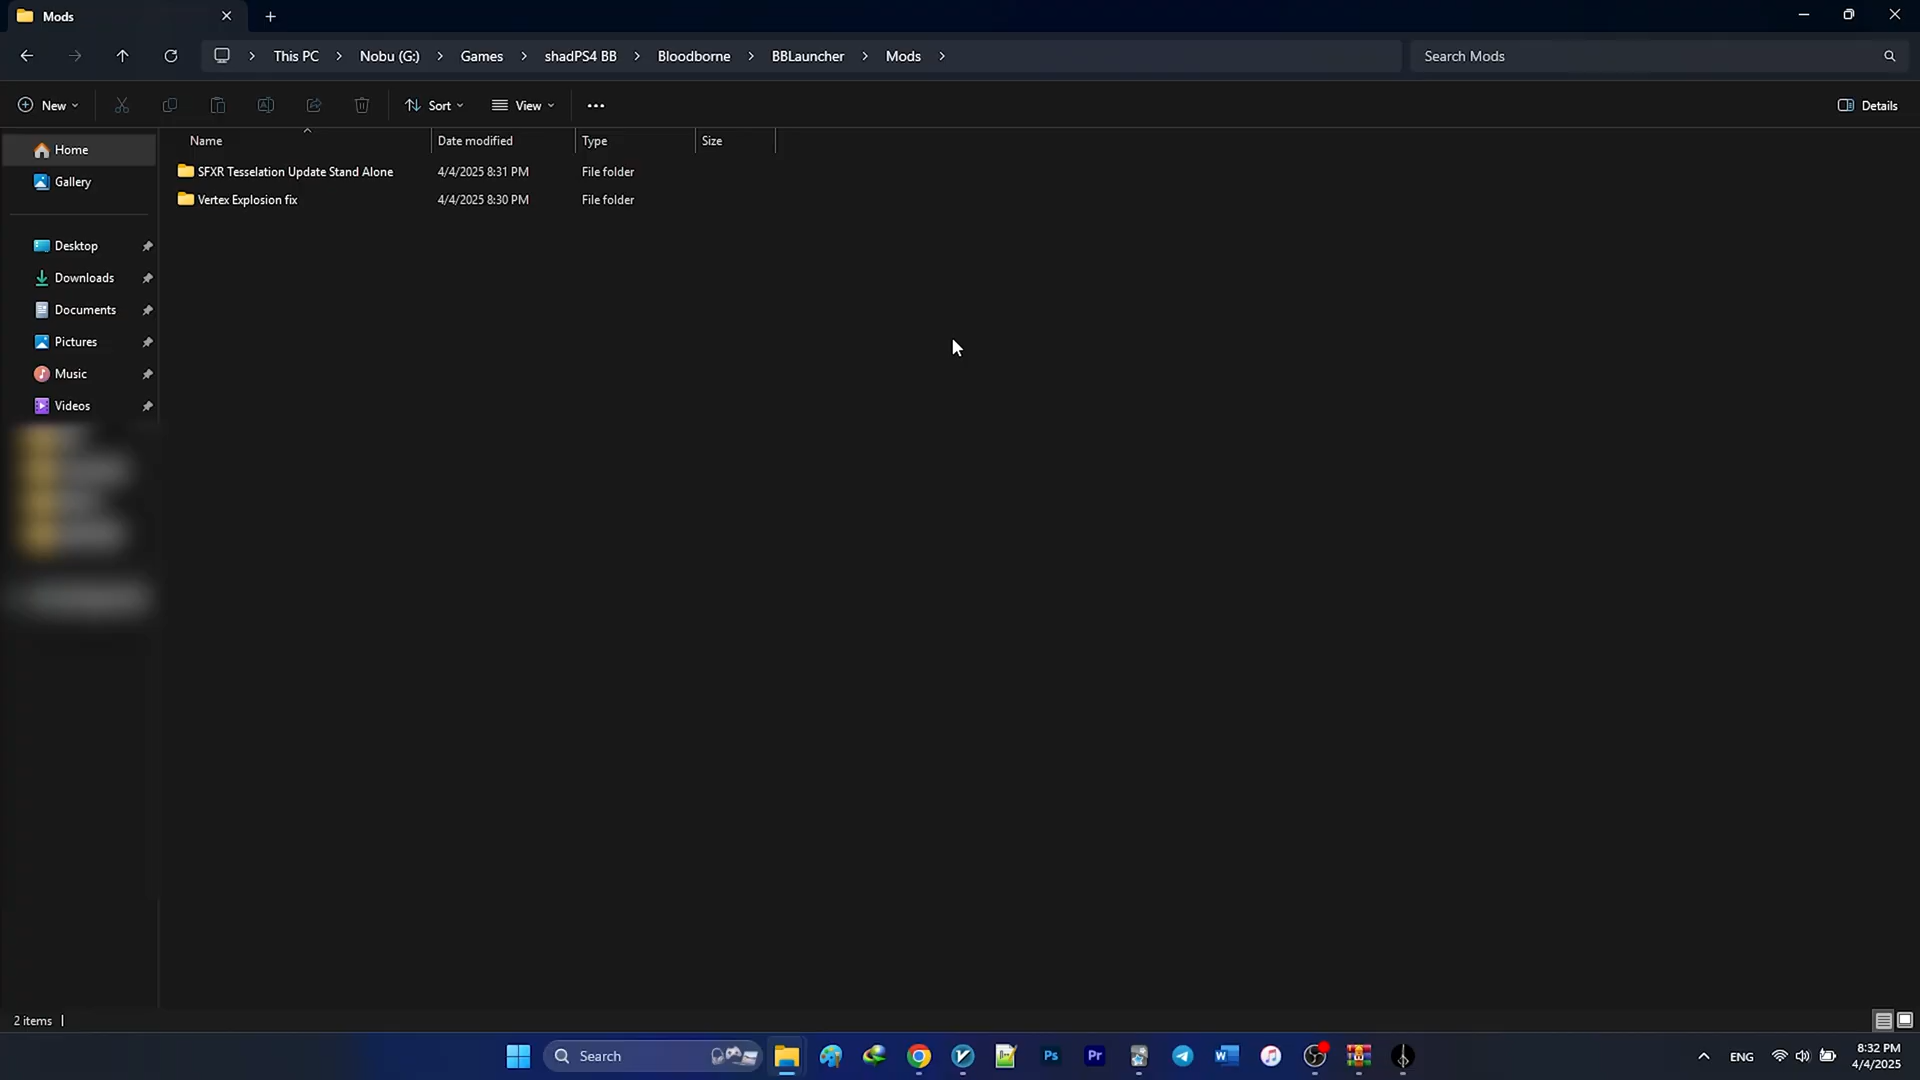 Mods
This PC > Nobu (G:) > Games > shadPS4 BB > Bloodborne > BBLauncher > Mods >
Search Mods
New
Sort
View
Details
Name
Date modified
Type
Size
Home
Gallery
SFXR Tesselation Update Stand Alone
4/4/2025 8:31 PM
File folder
Vertex Explosion fix
4/4/2025 8:30 PM
File folder
Desktop
Downloads
Documents
Pictures
Music
Videos
2 items
Search
Ps
Pr
ENG
8:32 PM
4/4/2025